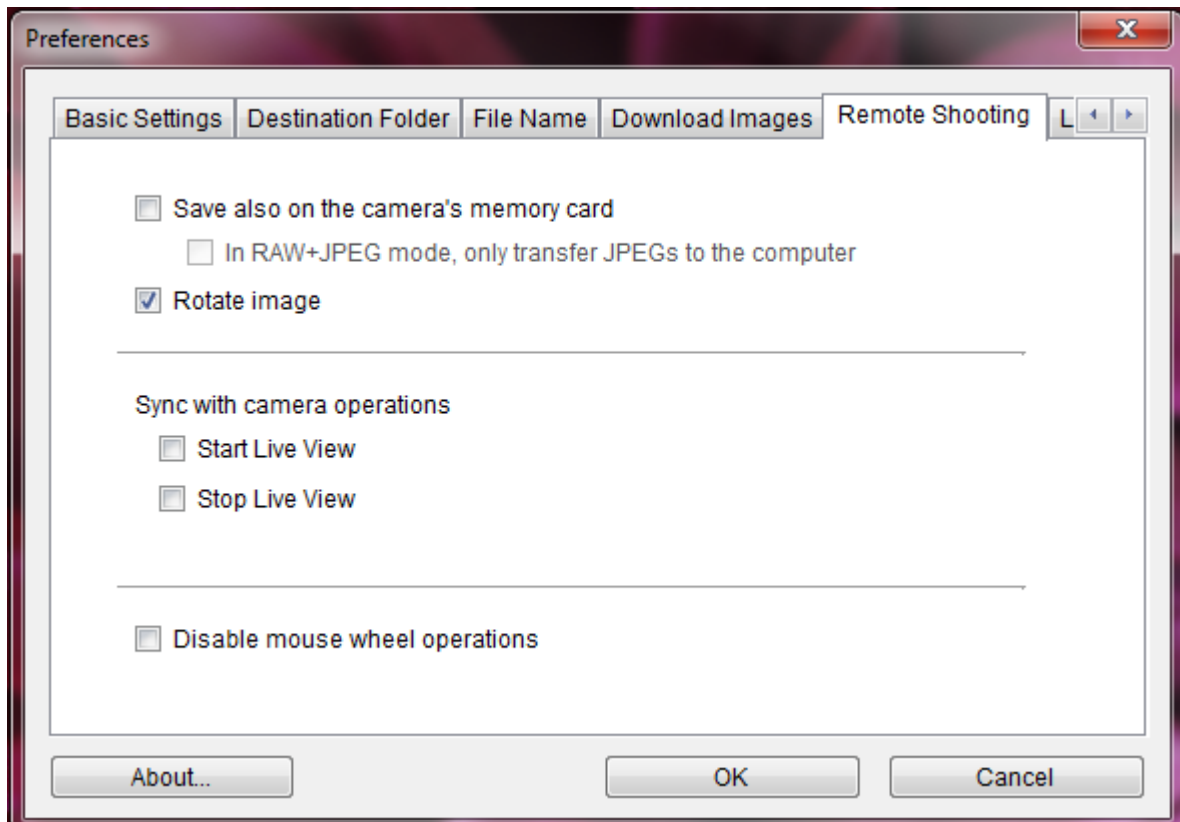 Preferences
Basic Settings Destination Folder File Name Download Images Remote Shooting L
Save also on the camera's memory card
In RAW+JPEG mode, only transfer JPEGs to the computer
Rotate image
Sync with camera operations
Start Live View
Stop Live View
Disable mouse wheel operations
About... OK Cancel